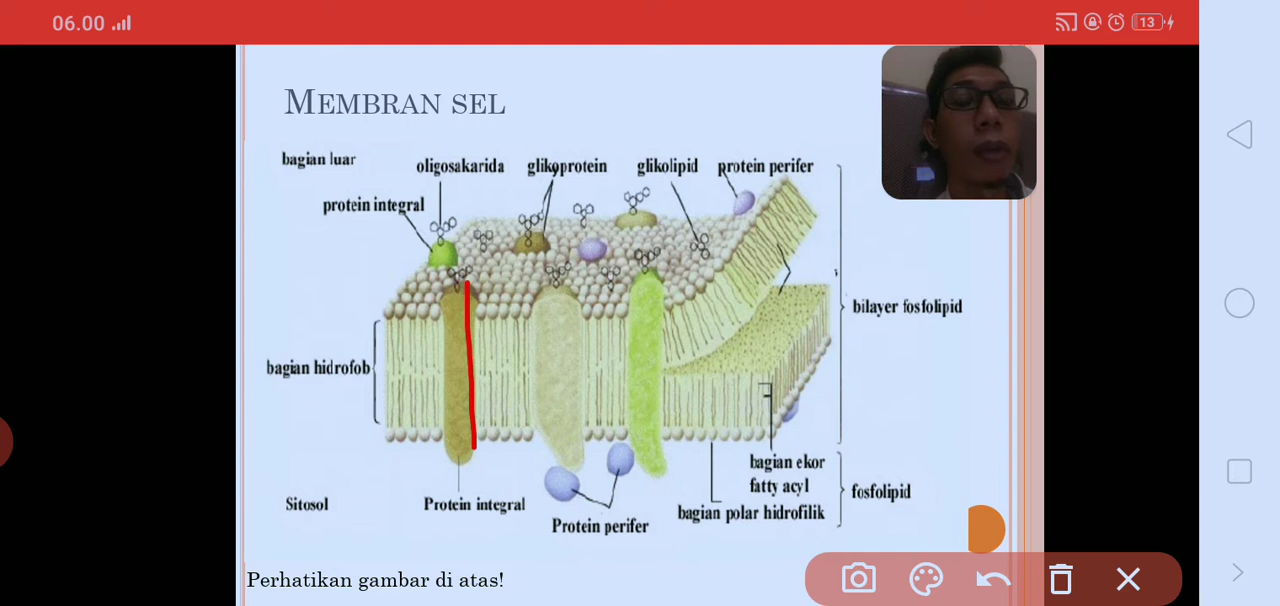 06.00
13
MEMBRAN SEL
bagian luar
oligosakarida
glikoprotein
glikolipid
protein perifer
protein integral
bilayer fosfolipid
bagian hidrofob
bagian ekor
fatty acyl
fosfolipid
Sitosol
Protein integral
bagian polar hidrofilik
Protein perifer
Perhatikan gambar di atas!